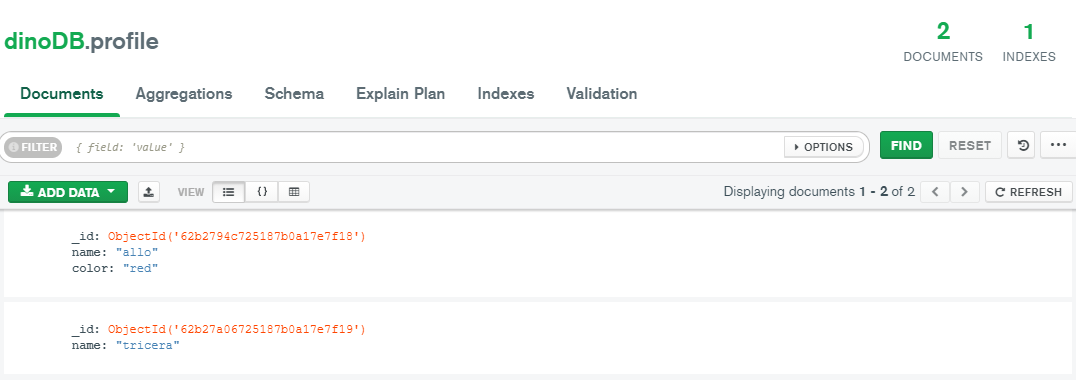 dinoDB.profile
2
DOCUMENTS
1
INDEXES
Documents Aggregations Schema Explain Plan Indexes Validation
FILTER { field: 'value' } OPTIONS FIND RESET
ADD DATA VIEW { } Displaying documents 1 - 2 of 2 < > REFRESH
_id: ObjectId('62b2794c725187b0a17e7f18')
name: "allo"
color: "red"
_id: ObjectId('62b27a06725187b0a17e7f19')
name: "tricera"